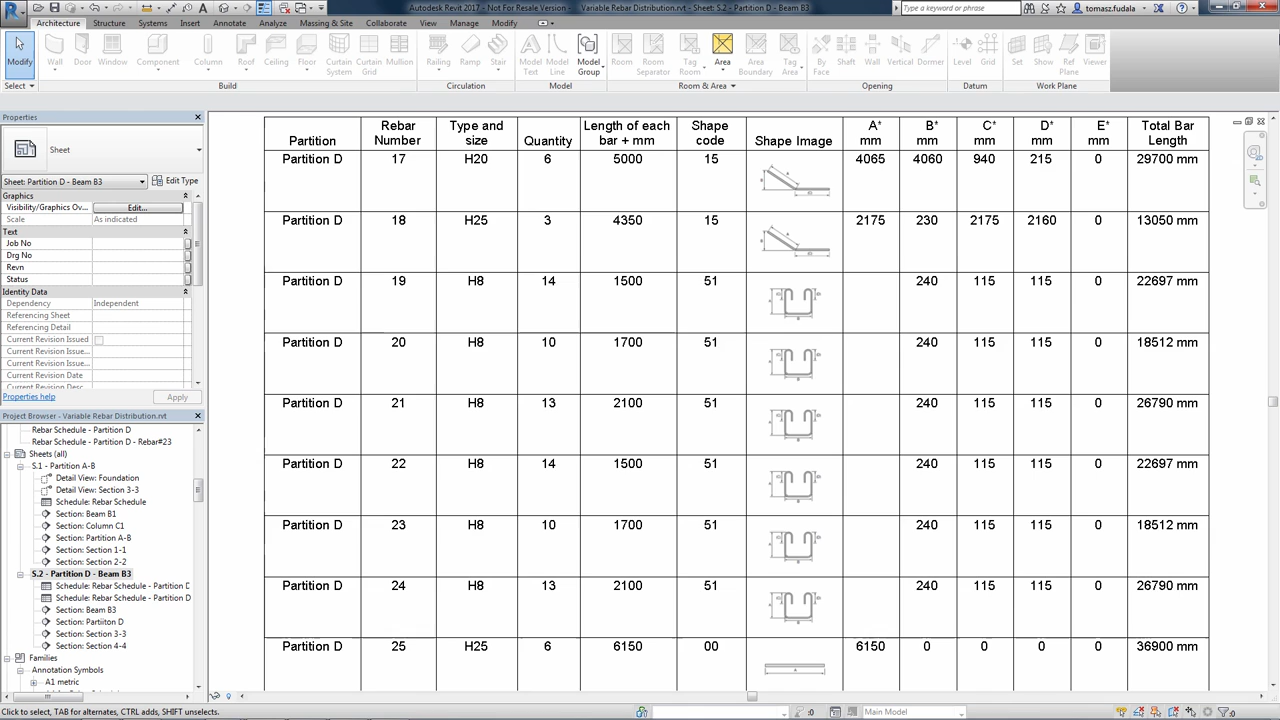 Autodesk Revit 2017 - Not For Resale Version - Variable Rebar Distribution.rvt - Sheet: S.2 - Partition D - Beam B3
Type a keyword or phrase
tomasz.fudala
Architecture Structure Systems Insert Annotate Analyze Massing & Site Collaborate View Manage Add-Ins Modify
Modify
Wall Door Window Component Column Roof Ceiling Floor Curtain System Curtain Grid Railing Ramp Stair Model Text Model Line Model Group Room Room Separator Tag Room Area Area Boundary Tag Area By Face Shaft Wall Vertical Dormer Level Grid Set Show Ref Plane Viewer
Select Build Circulation Model Room & Area Opening Datum Work Plane
Properties
Sheet
Sheet: Partition D - Beam B3 Edit Type
Graphics
Visibility/Graphics Ov... Edit...
Scale As indicated
Text
Job No
Drg No
Revn
Status
Identity Data
Dependency Independent
Referencing Sheet
Referencing Detail
Current Revision Issued
Current Revision Issue...
Current Revision Issue...
Current Revision Date
Current Revision Desc
Properties help Apply
Project Browser - Variable Rebar Distribution.rvt
Rebar Schedule - Partition D
Rebar Schedule - Partition D - Rebar#23
Sheets (all)
S.1 - Partition A-B
Detail View: Foundation
Detail View: Section 3-3
Schedule: Rebar Schedule
Section: Beam B1
Section: Column C1
Section: Partition A-B
Section: Section 1-1
Section: Section 2-2
S.2 - Partition D - Beam B3
Schedule: Rebar Schedule - Partition D
Schedule: Rebar Schedule - Partition D
Section: Beam B3
Section: Partiiton D
Section: Section 3-3
Section: Section 4-4
Families
Annotation Symbols
A1 metric
Partition Rebar Number Type and size Quantity Length of each bar + mm Shape code Shape Image A* mm B* mm C* mm D* mm E* mm Total Bar Length
Partition D 17 H20 6 5000 15 4065 4060 940 215 0 29700 mm
Partition D 18 H25 3 4350 15 2175 230 2175 2160 0 13050 mm
Partition D 19 H8 14 1500 51 240 115 115 0 22697 mm
Partition D 20 H8 10 1700 51 240 115 115 0 18512 mm
Partition D 21 H8 13 2100 51 240 115 115 0 26790 mm
Partition D 22 H8 14 1500 51 240 115 115 0 22697 mm
Partition D 23 H8 10 1700 51 240 115 115 0 18512 mm
Partition D 24 H8 13 2100 51 240 115 115 0 26790 mm
Partition D 25 H25 6 6150 00 6150 0 0 0 0 36900 mm
Click to select, TAB for alternates, CTRL adds, SHIFT unselects.
:0
Main Model
:0